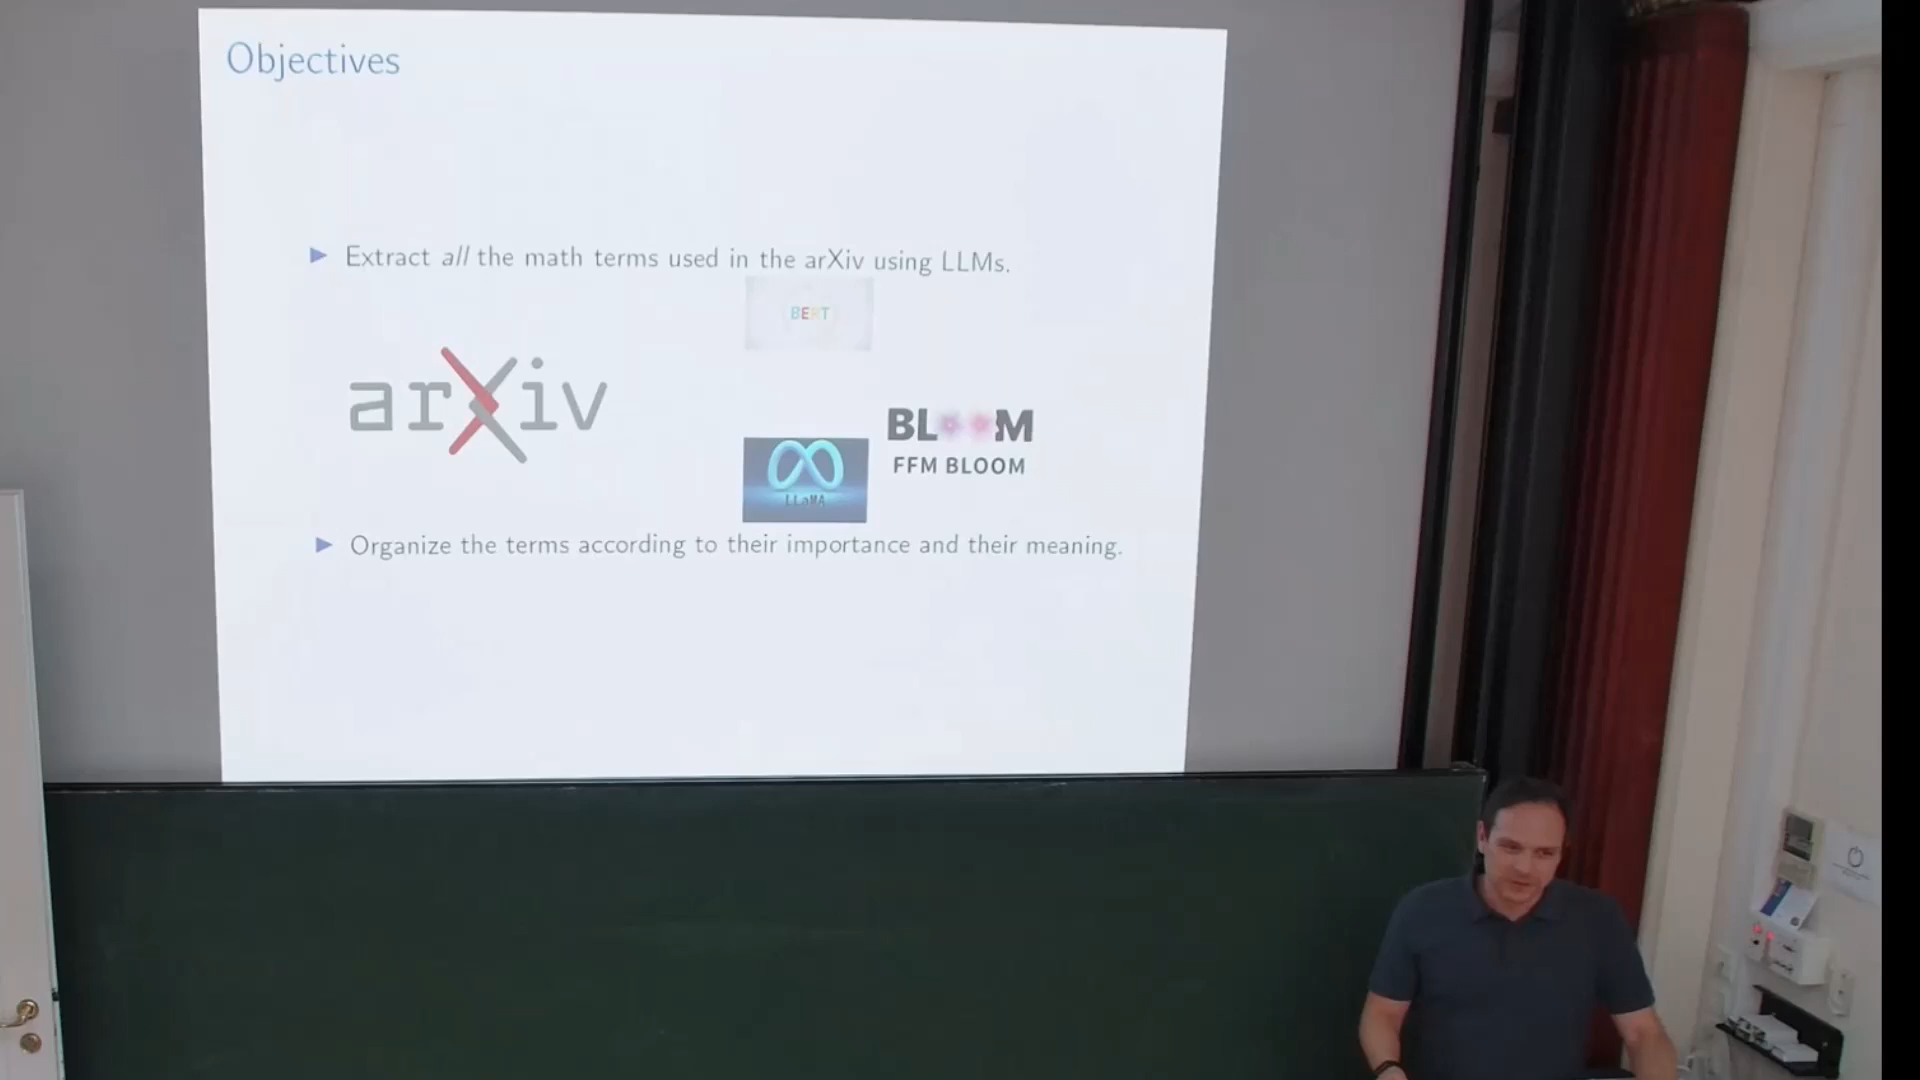 Objectives
Extract all the math terms used in the arXiv using LLMs.
BERT
arXiv
BLOOM
FFM BLOOM
LLaMA
Organize the terms according to their importance and their meaning.